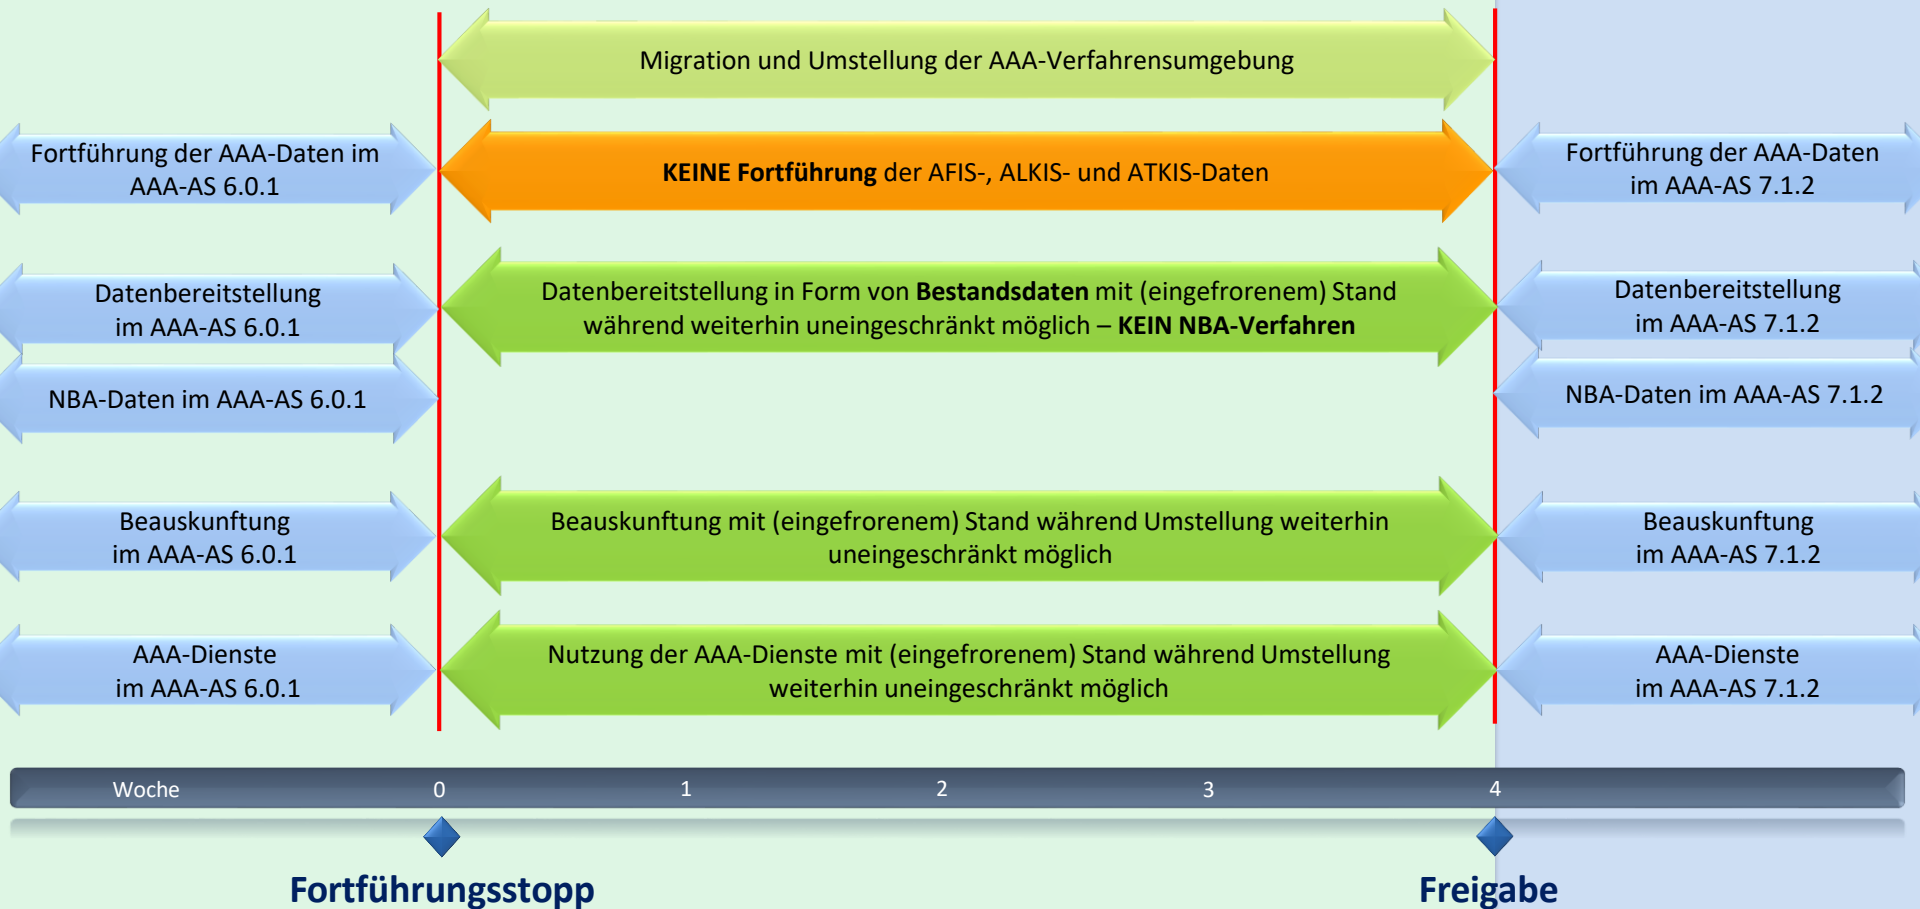 Migration und Umstellung der AAA-Verfahrensumgebung
Fortführung der AAA-Daten im
AAA-AS 6.0.1
KEINE Fortführung der AFIS-, ALKIS- und ATKIS-Daten
Fortführung der AAA-Daten
im AAA-AS 7.1.2
Datenbereitstellung
im AAA-AS 6.0.1
Datenbereitstellung in Form von Bestandsdaten mit (eingefrorenem) Stand
während weiterhin uneingeschränkt möglich – KEIN NBA-Verfahren
Datenbereitstellung
im AAA-AS 7.1.2
NBA-Daten im AAA-AS 6.0.1
NBA-Daten im AAA-AS 7.1.2
Beauskunftung
im AAA-AS 6.0.1
Beauskunftung mit (eingefrorenem) Stand während Umstellung weiterhin
uneingeschränkt möglich
Beauskunftung
im AAA-AS 7.1.2
AAA-Dienste
im AAA-AS 6.0.1
Nutzung der AAA-Dienste mit (eingefrorenem) Stand während Umstellung
weiterhin uneingeschränkt möglich
AAA-Dienste
im AAA-AS 7.1.2
Woche 0 1 2 3 4
Fortführungsstopp
Freigabe